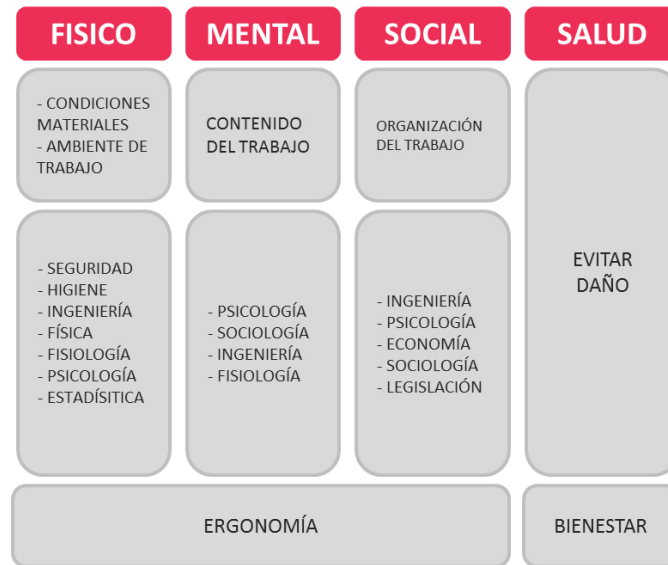 FISICO
MENTAL
SOCIAL
SALUD
- CONDICIONES
MATERIALES
- AMBIENTE DE
TRABAJO
CONTENIDO
DEL TRABAJO
ORGANIZACIÓN
DEL TRABAJO
- SEGURIDAD
- HIGIENE
- INGENIERÍA
- FÍSICA
- FISIOLOGÍA
- PSICOLOGÍA
- ESTADÍSITICA
- PSICOLOGÍA
- SOCIOLOGÍA
- INGENIERÍA
- FISIOLOGÍA
- INGENIERÍA
- PSICOLOGÍA
- ECONOMÍA
- SOCIOLOGÍA
- LEGISLACIÓN
EVITAR
DAÑO
ERGONOMÍA
BIENESTAR